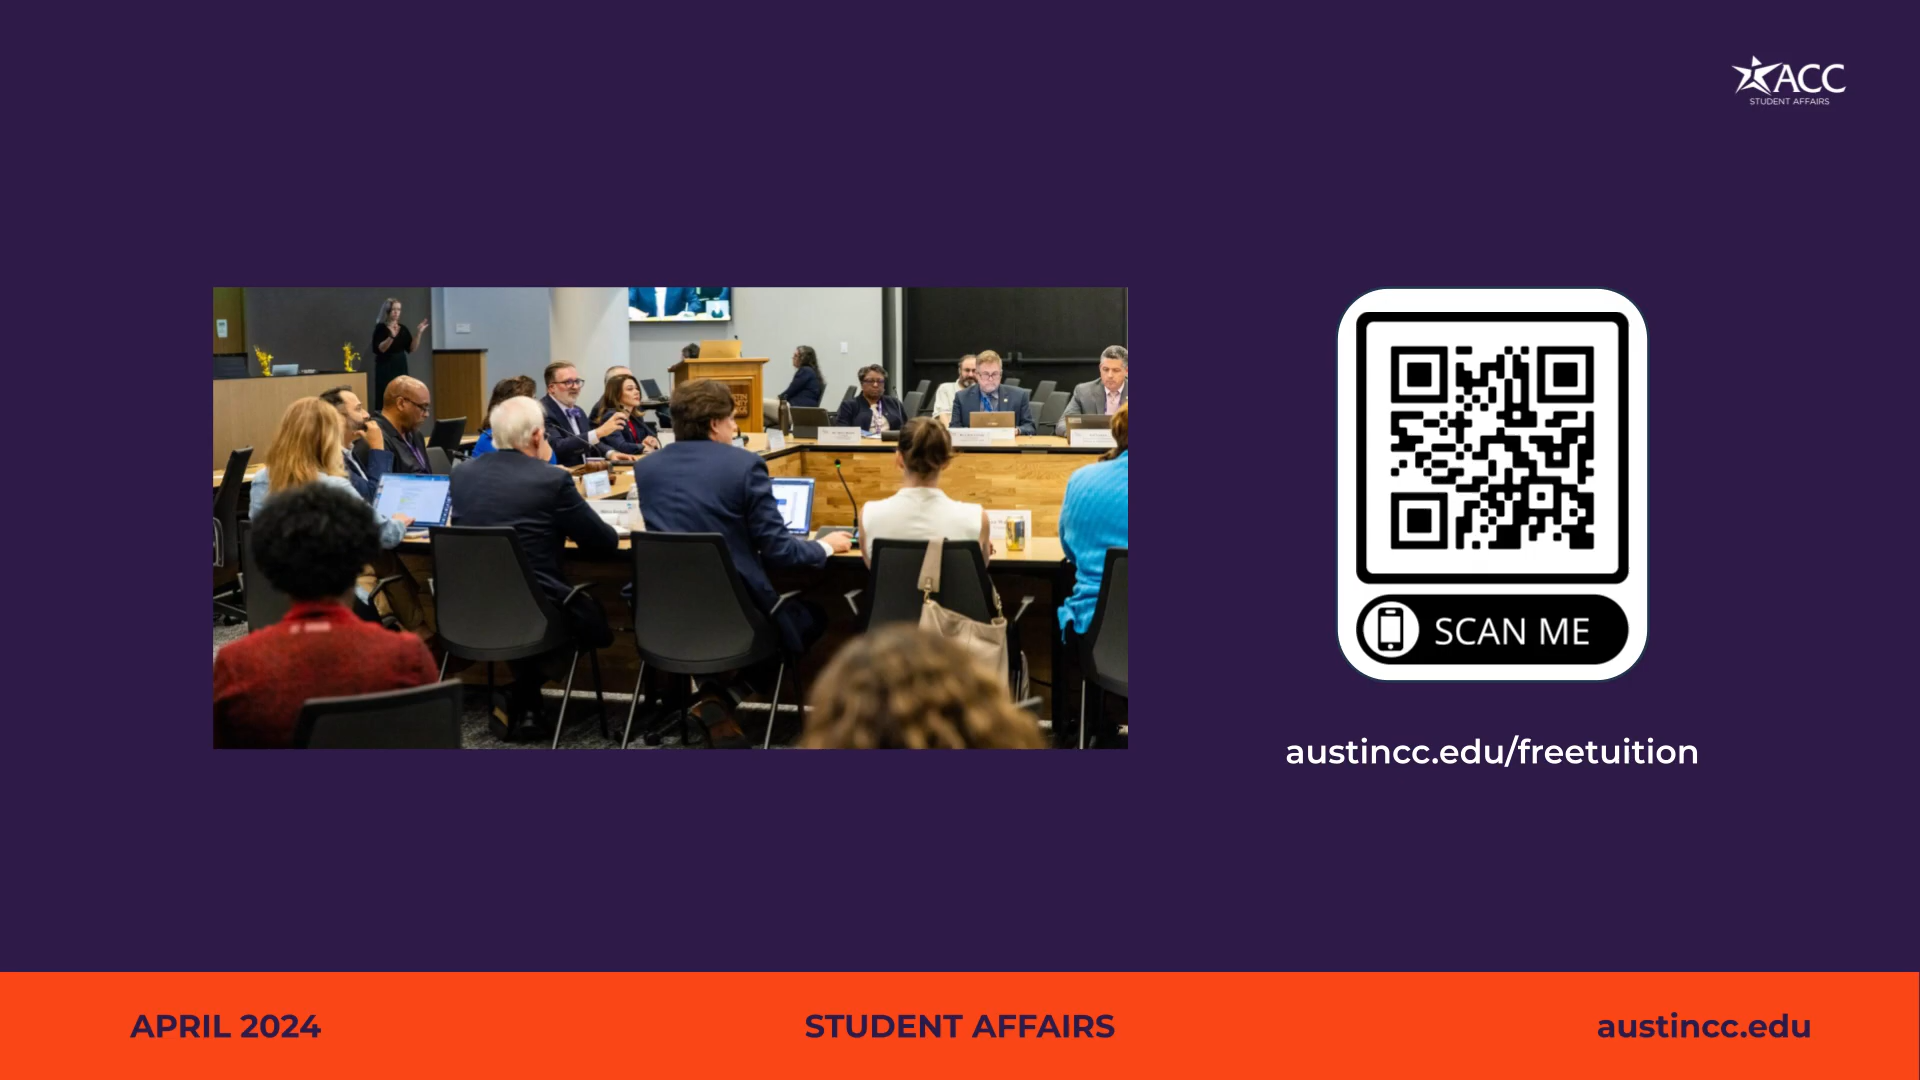 ACC
STUDENT AFFAIRS
SCAN ME
austincc.edu/freetuition
APRIL 2024
STUDENT AFFAIRS
austincc.edu